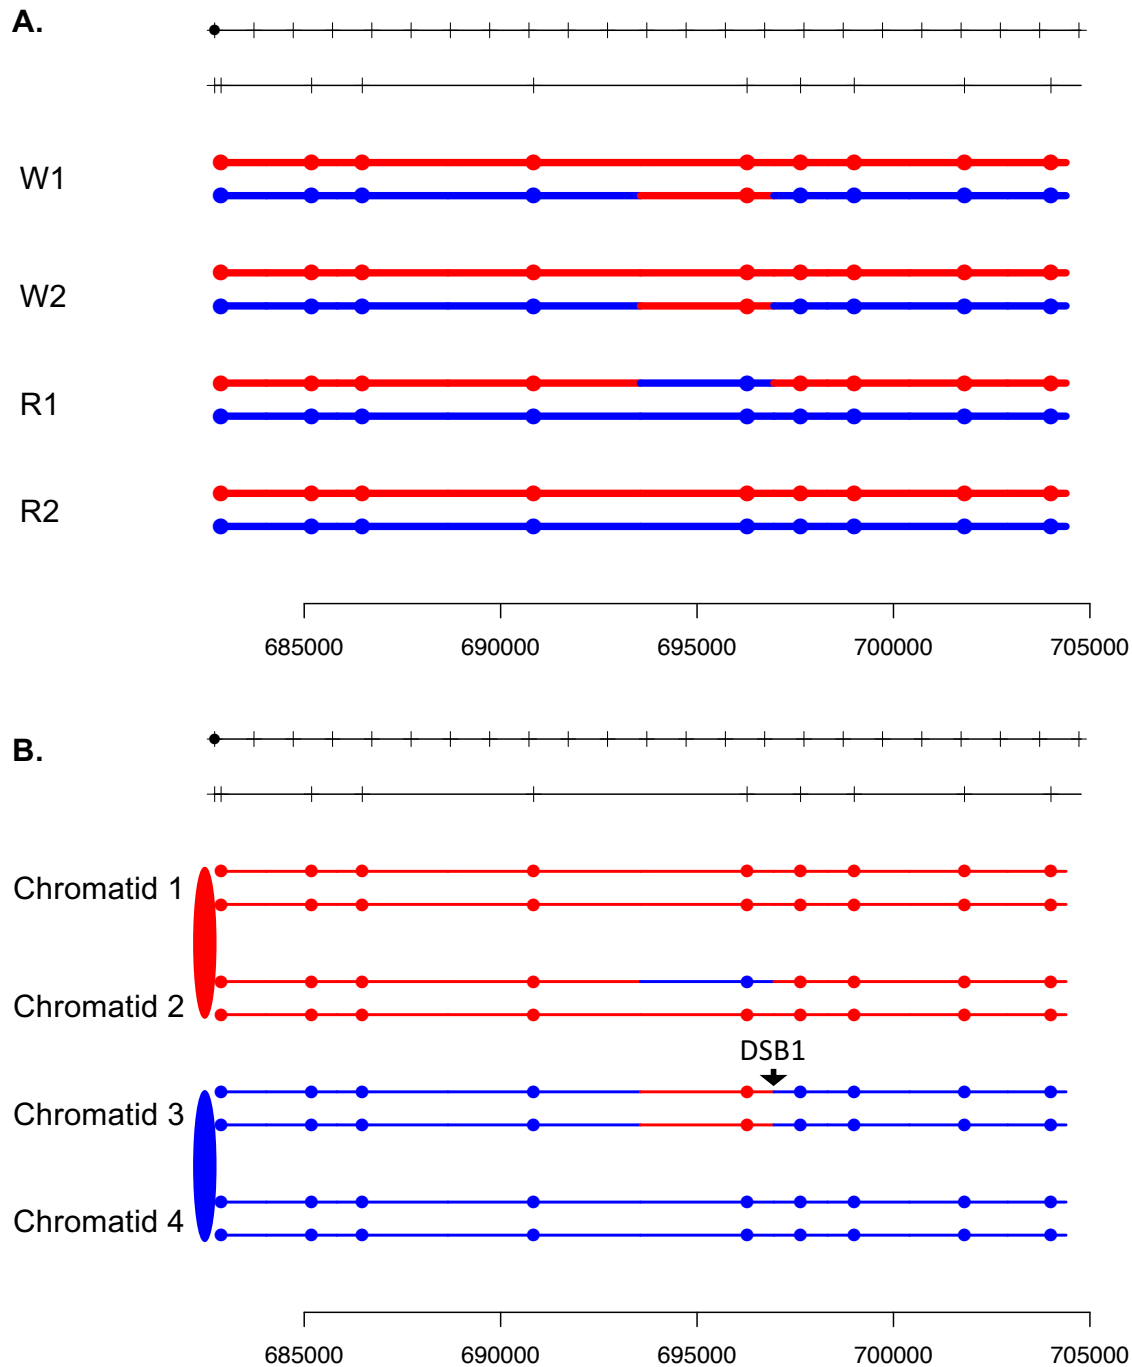 A.
W1
W2
R1
R2
685000 690000 695000 700000 705000
B.
Chromatid 1
Chromatid 2
DSB1
Chromatid 3
Chromatid 4
685000 690000 695000 700000 705000